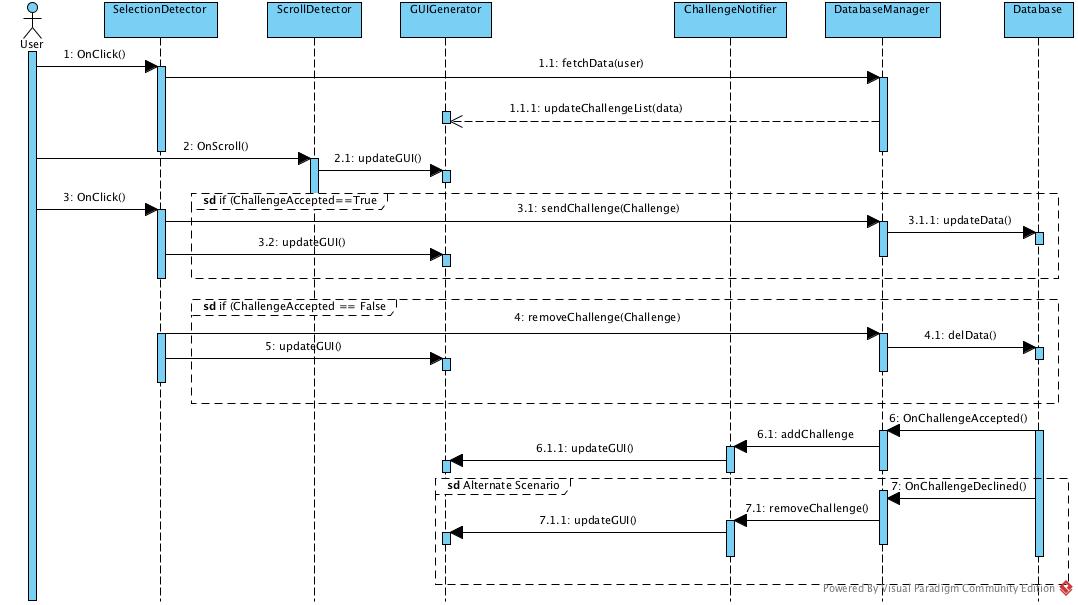 SelectionDetector
ScrollDetector
GUIGenerator
ChallengeNotifier
DatabaseManager
Database
User
1: OnClick()
1.1: fetchData(user)
1.1.1: updateChallengeList(data)
2: OnScroll()
2.1: updateGUI()
3: OnClick()
sd if (ChallengeAccepted==True
3.1: sendChallenge(Challenge)
3.1.1: updateData()
3.2: updateGUI()
sd if (ChallengeAccepted == False
4: removeChallenge(Challenge)
4.1: delData()
5: updateGUI()
6: OnChallengeAccepted()
6.1: addChallenge
6.1.1: updateGUI()
sd Alternate Scenario
7: OnChallengeDeclined()
7.1: removeChallenge()
7.1.1: updateGUI()
Powered By Visual Paradigm Community Edition